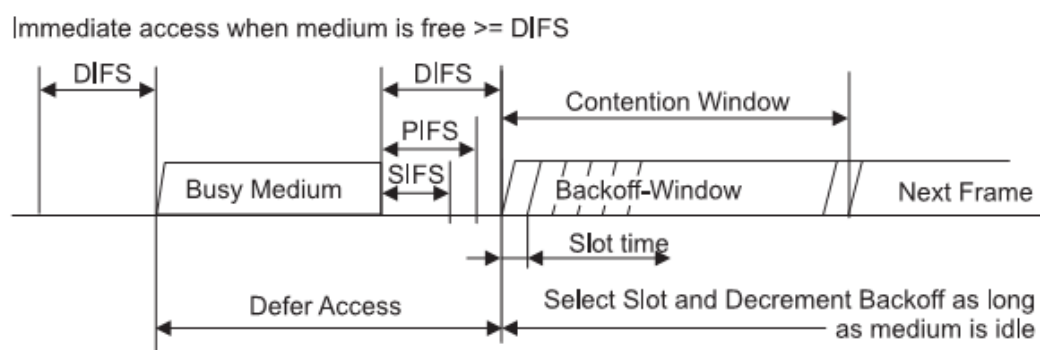 Immediate access when medium is free >= DIFS
DIFS
DIFS
Contention Window
PIFS
SIFS
Busy Medium
Backoff-Window
Next Frame
Slot time
Defer Access
Select Slot and Decrement Backoff as long
as medium is idle